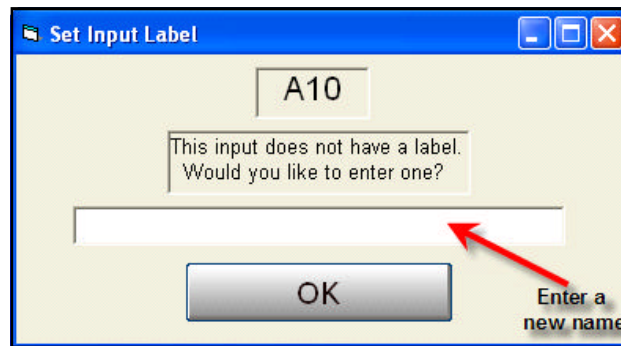 Set Input Label
A10
This input does not have a label.
Would you like to enter one?
OK
Enter a
new name